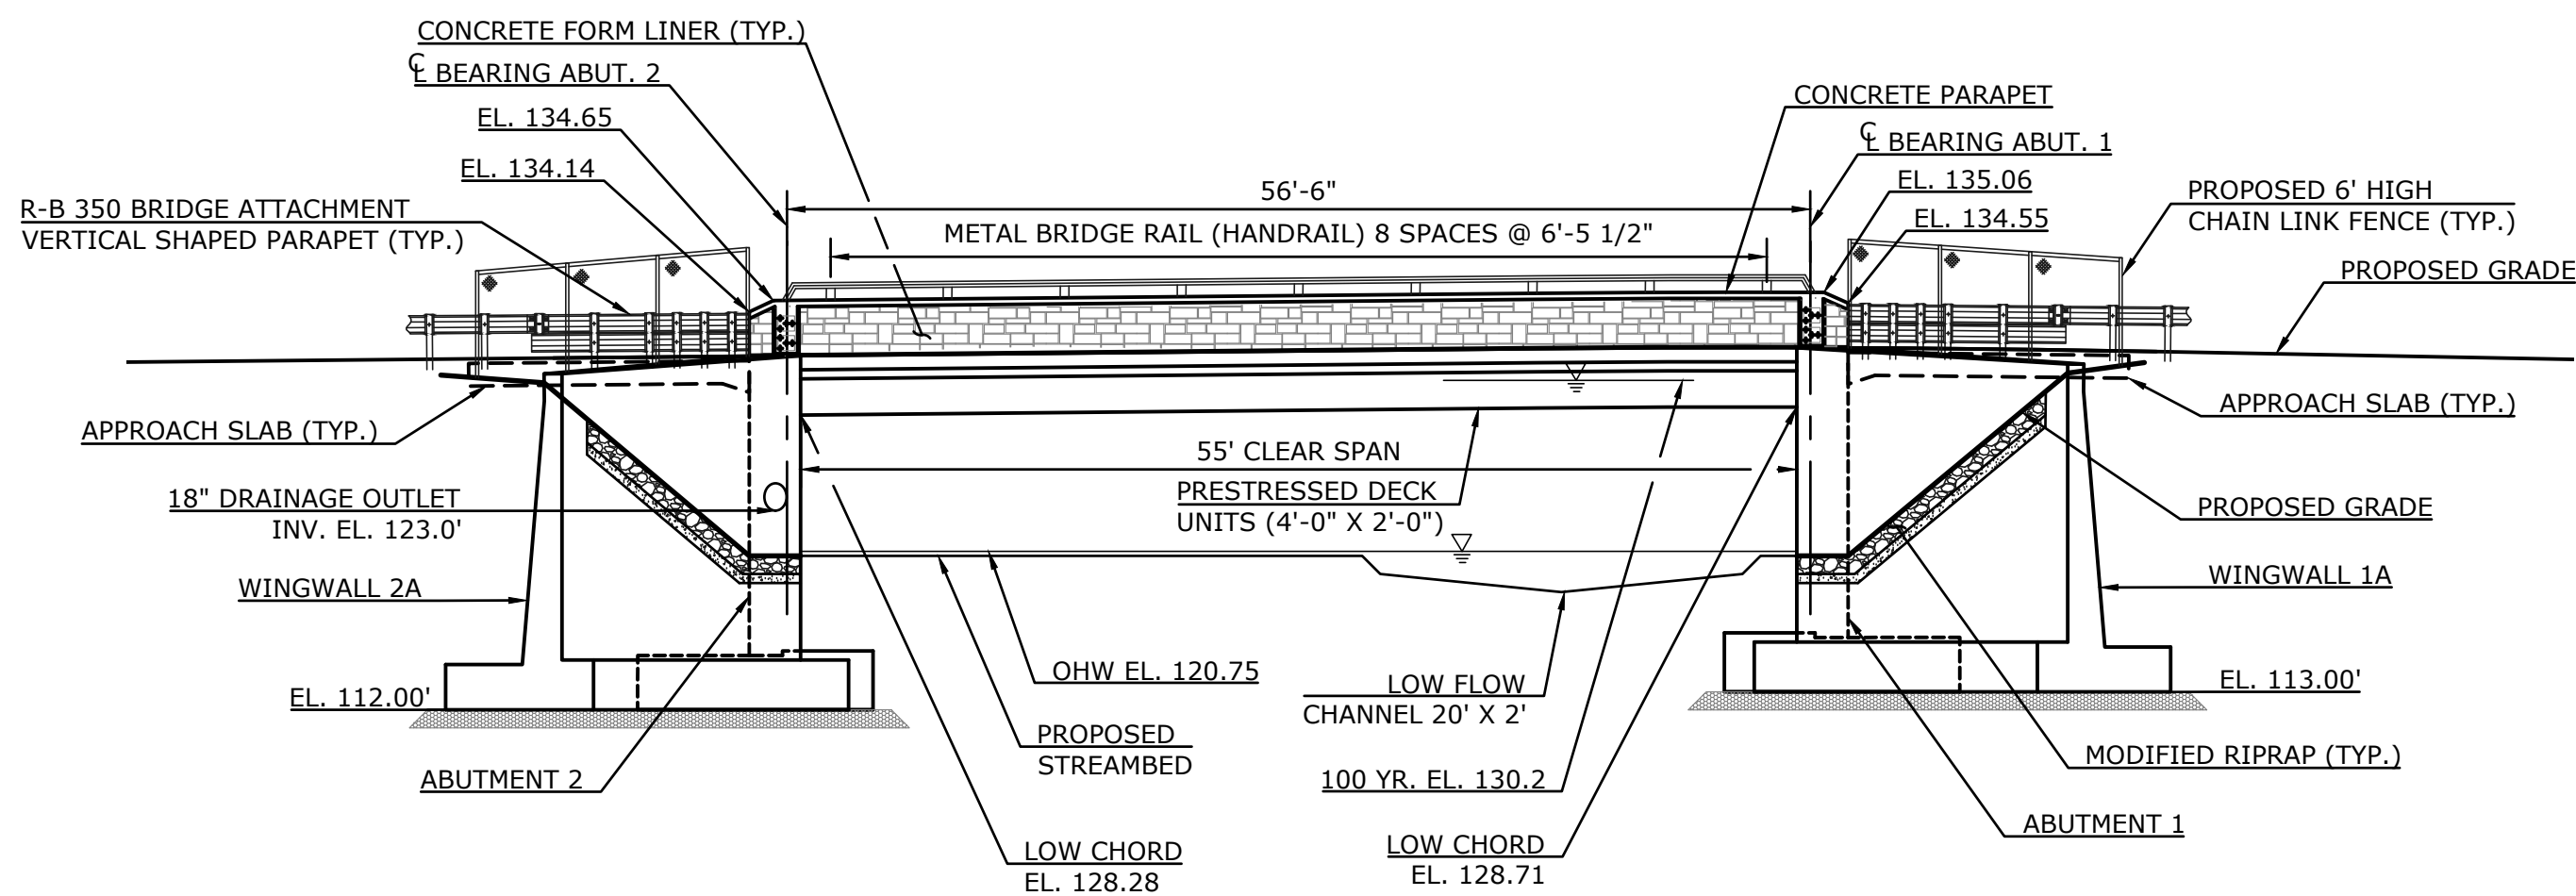 CONCRETE FORM LINER (TYP.)
℄ BEARING ABUT. 2
EL. 134.65
EL. 134.14
R-B 350 BRIDGE ATTACHMENT
VERTICAL SHAPED PARAPET (TYP.)
56'-6"
METAL BRIDGE RAIL (HANDRAIL) 8 SPACES @ 6'-5 1/2"
CONCRETE PARAPET
℄ BEARING ABUT. 1
EL. 135.06
EL. 134.55
PROPOSED 6' HIGH
CHAIN LINK FENCE (TYP.)
PROPOSED GRADE
APPROACH SLAB (TYP.)
18" DRAINAGE OUTLET
INV. EL. 123.0'
WINGWALL 2A
EL. 112.00'
ABUTMENT 2
55' CLEAR SPAN
PRESTRESSED DECK
UNITS (4'-0" X 2'-0")
OHW EL. 120.75
PROPOSED
STREAMBED
LOW CHORD
EL. 128.28
LOW FLOW
CHANNEL 20' X 2'
100 YR. EL. 130.2
LOW CHORD
EL. 128.71
APPROACH SLAB (TYP.)
PROPOSED GRADE
WINGWALL 1A
EL. 113.00'
MODIFIED RIPRAP (TYP.)
ABUTMENT 1